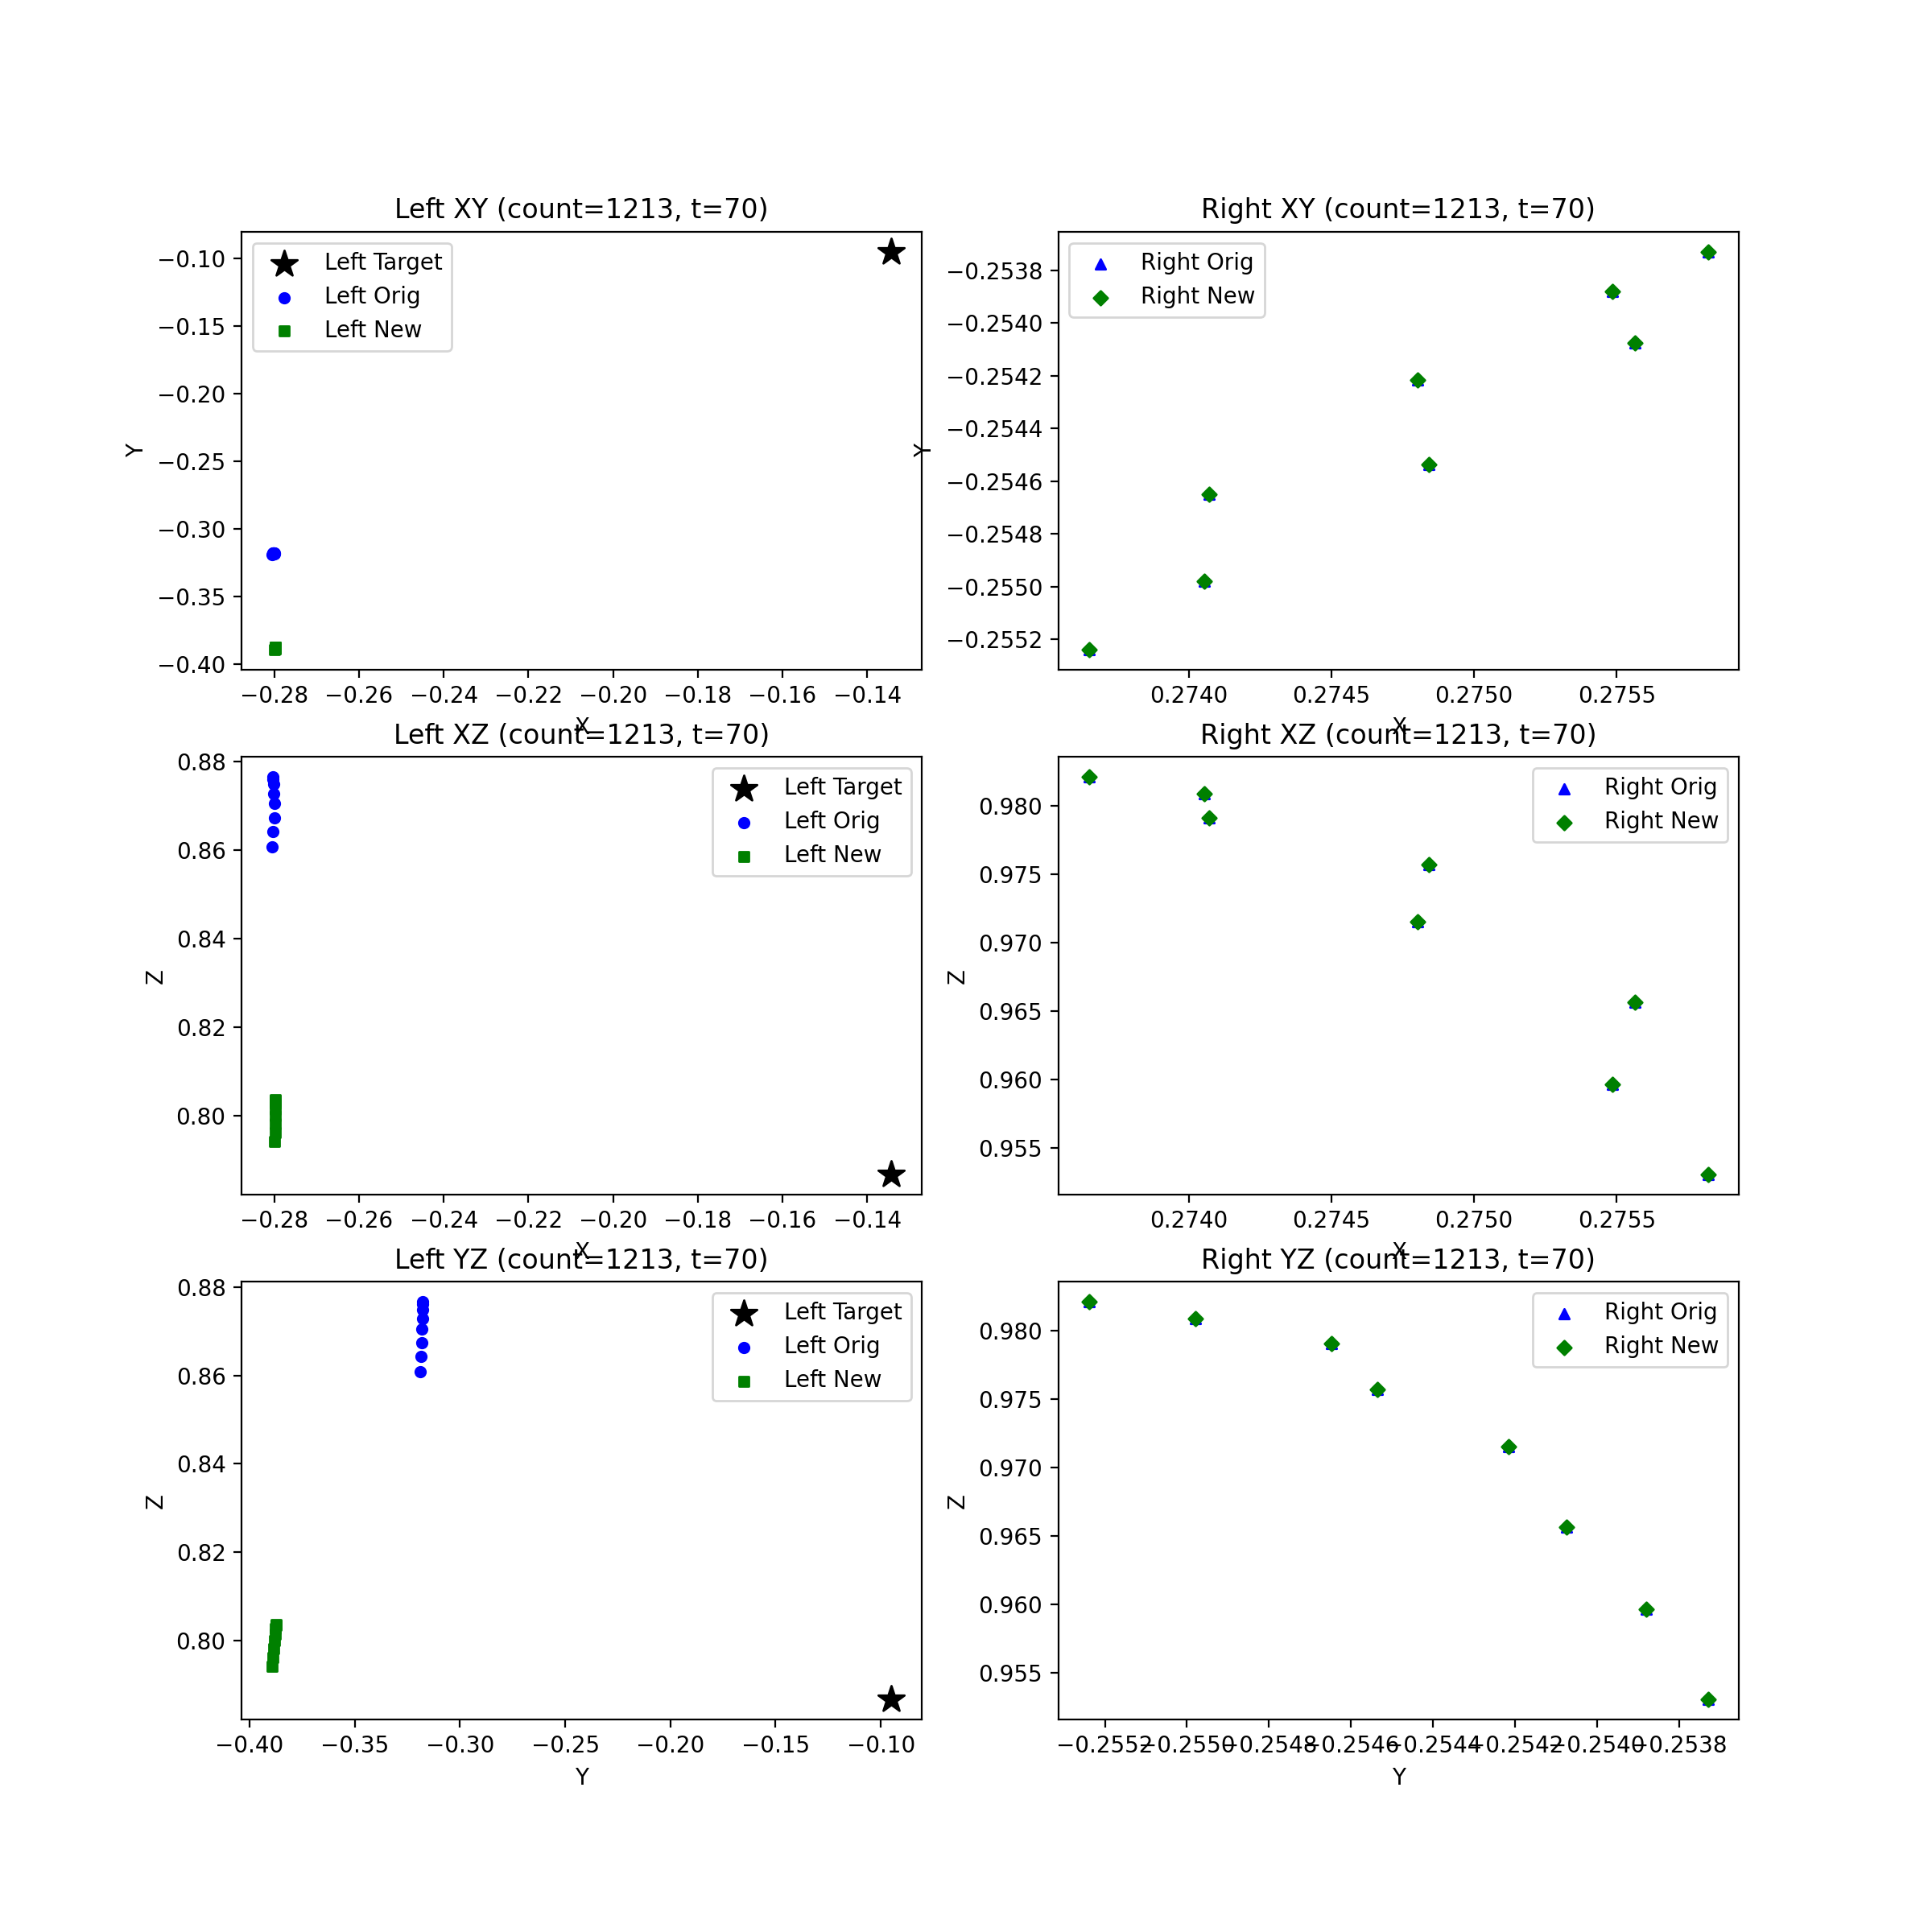 Left XY (count=1213, t=70)
Left Target
Left Orig
Left New
−0.10
−0.15
−0.20
−0.25
−0.30
−0.35
−0.40
Y
−0.28 −0.26 −0.24 −0.22 −0.20 −0.18 −0.16 −0.14
X
Right XY (count=1213, t=70)
Right Orig
Right New
−0.2538
−0.2540
−0.2542
−0.2544
−0.2546
−0.2548
−0.2550
−0.2552
Y
0.2740 0.2745 0.2750 0.2755
X
Left XZ (count=1213, t=70)
Left Target
Left Orig
Left New
0.88
0.86
0.84
0.82
0.80
Z
−0.28 −0.26 −0.24 −0.22 −0.20 −0.18 −0.16 −0.14
X
Right XZ (count=1213, t=70)
Right Orig
Right New
0.980
0.975
0.970
0.965
0.960
0.955
Z
0.2740 0.2745 0.2750 0.2755
X
Left YZ (count=1213, t=70)
Left Target
Left Orig
Left New
0.88
0.86
0.84
0.82
0.80
Z
−0.40 −0.35 −0.30 −0.25 −0.20 −0.15 −0.10
Y
Right YZ (count=1213, t=70)
Right Orig
Right New
0.980
0.975
0.970
0.965
0.960
0.955
Z
−0.2552 −0.2550 −0.2548 −0.2546 −0.2544 −0.2542 −0.2540 −0.2538
Y